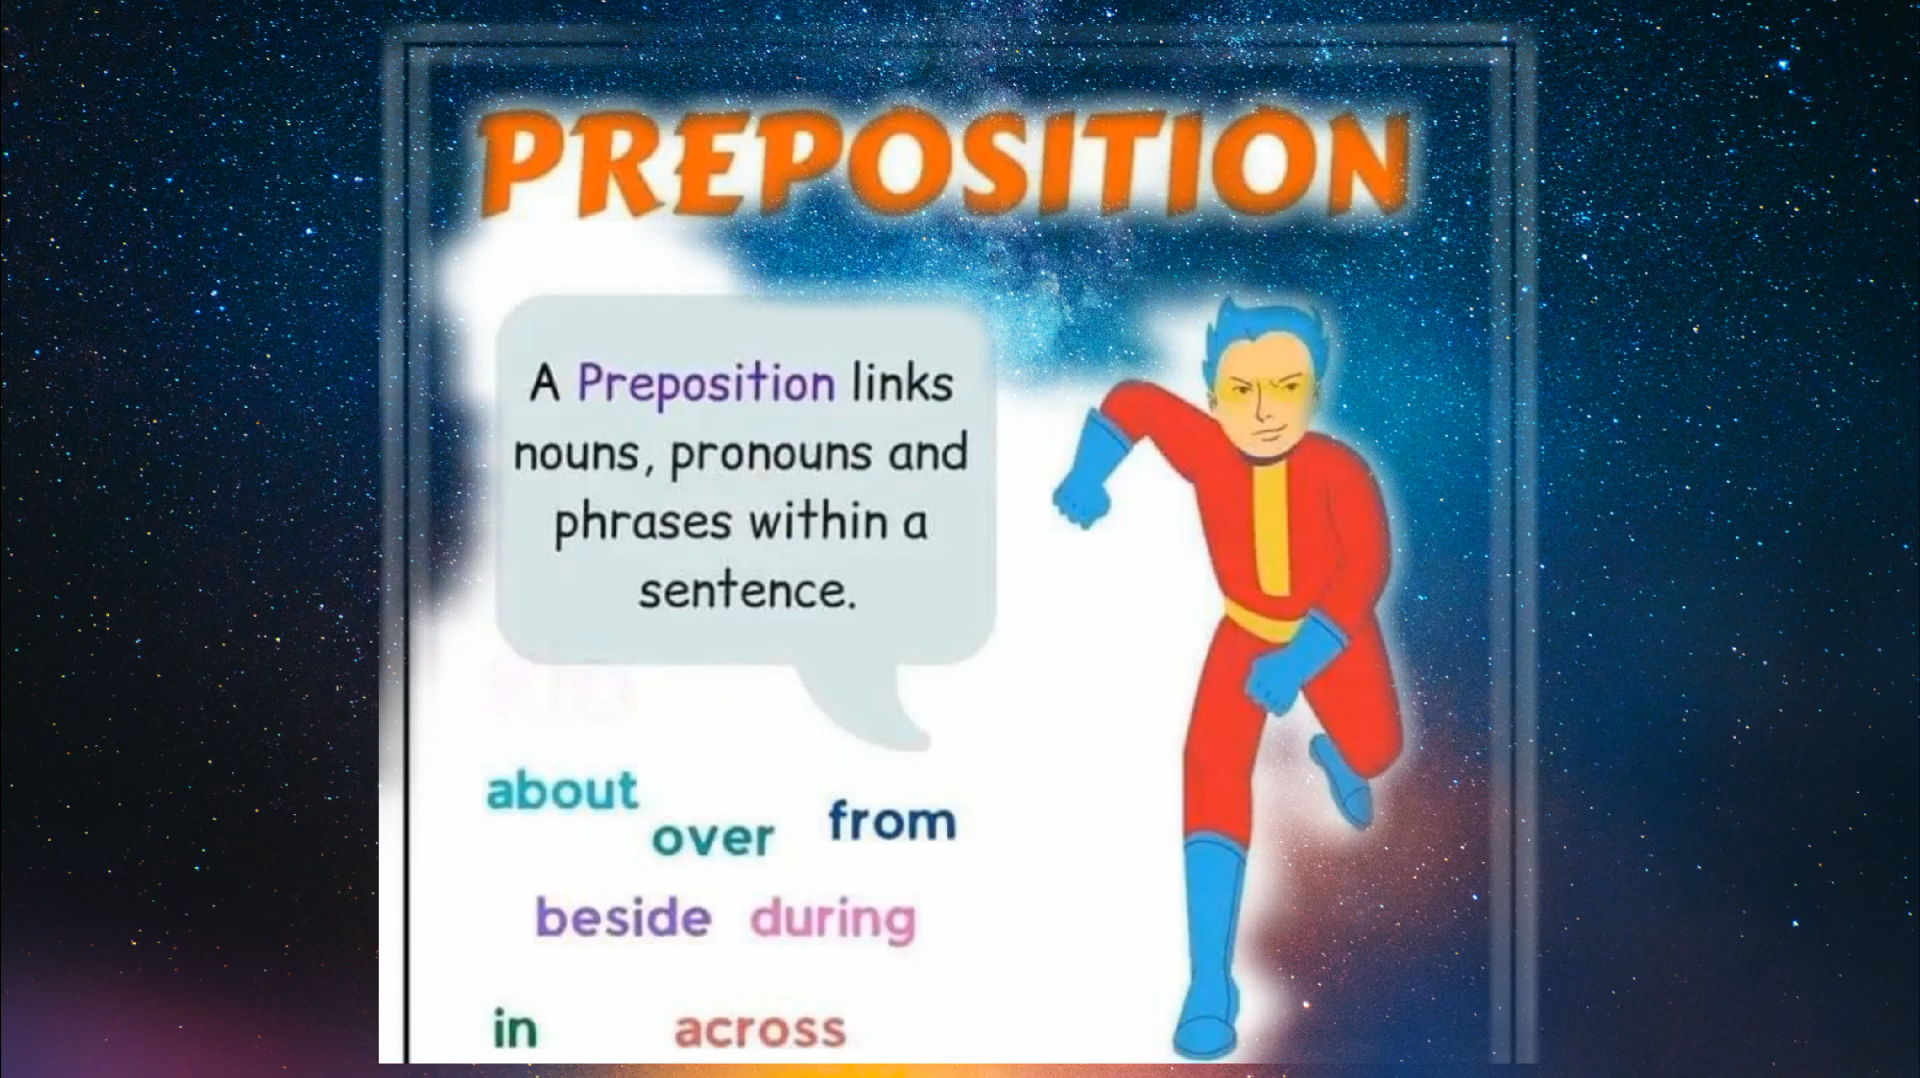 PREPOSITION
A Preposition links
nouns, pronouns and
phrases within a
sentence.
about
over
from
beside during
in across